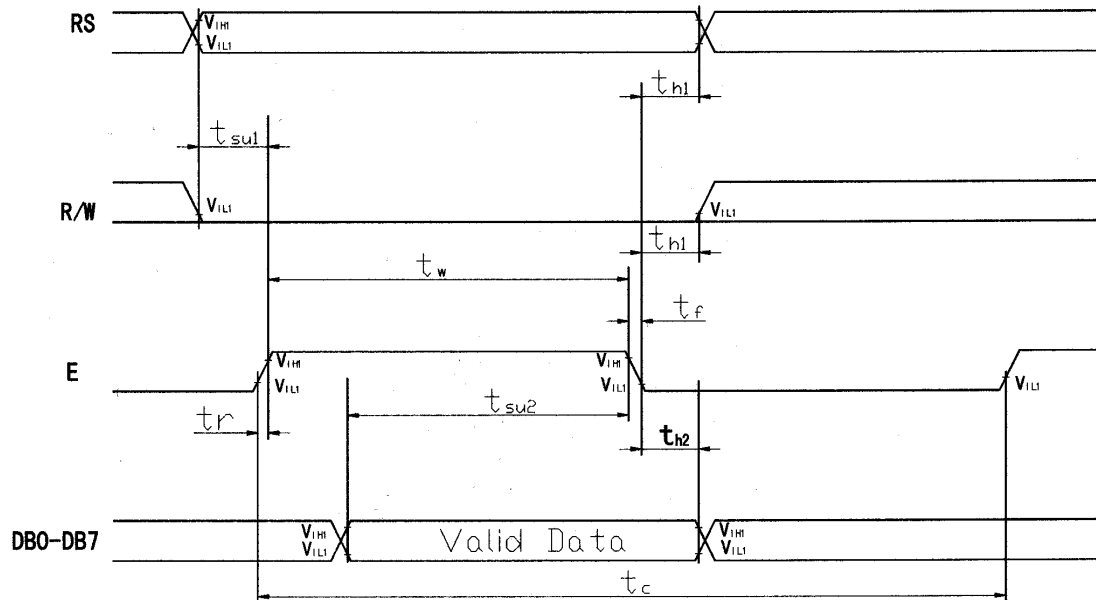 RS
VIH1
VIL1
th1
tsu1
R/W
VIL1
VIL1
th1
tw
tf
E
VIH1
VIL1
VIH1
VIL1
VIL1
tsu2
tr
th2
DB0-DB7
VIH1
VIL1
Valid Data
VIH1
VIL1
tc